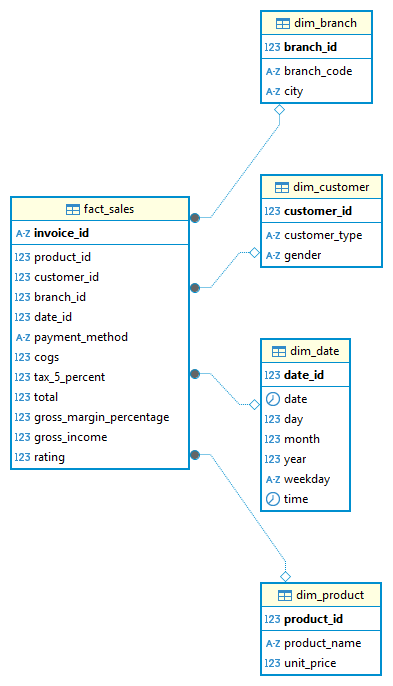 dim_branch
123 branch_id
A-Z branch_code
A-Z city
dim_customer
123 customer_id
A-Z customer_type
A-Z gender
fact_sales
A-Z invoice_id
123 product_id
123 customer_id
123 branch_id
123 date_id
A-Z payment_method
123 cogs
123 tax_5_percent
123 total
123 gross_margin_percentage
123 gross_income
123 rating
dim_date
123 date_id
date
123 day
123 month
123 year
A-Z weekday
time
dim_product
123 product_id
A-Z product_name
123 unit_price